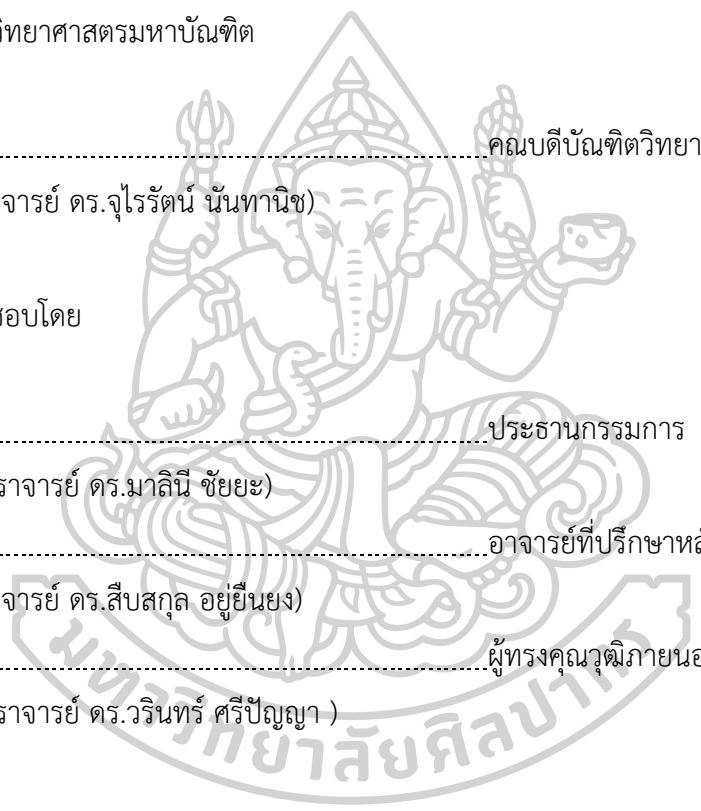 วิทยาศาสตรมหาบัณฑิต
คณบดีบัณฑิตวิทยา
จารย์ ดร.จุไรรัตน์ นันทานิช)
สอบโดย
ประธานกรรมการ
ราจารย์ ดร.มาลินี ชัยยะ)
อาจารย์ที่ปรึกษาหลั
จารย์ ดร.สืบสกุล อยู่ยืนยง)
ผู้ทรงคุณวุฒิภายนอ
ราจารย์ ดร.วรินทร์ ศรีปัญญา )
มหาวิทยาลัยศิลปากร